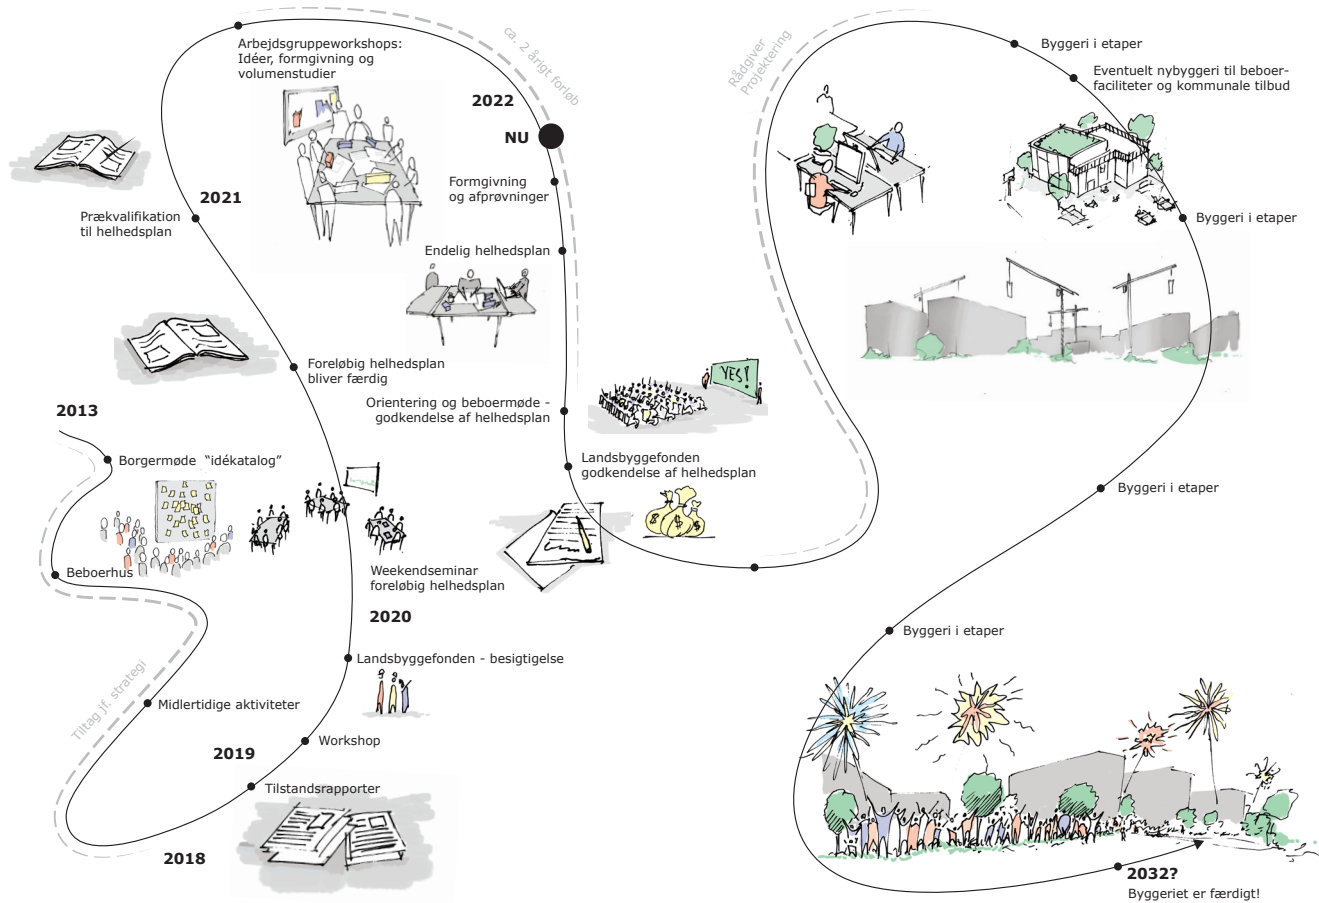 2013
Borgermøde "idékatalog"
Beboerhus
Tiltag jf. strategi
Midlertidige aktiviteter
2018
Tilstandsrapporter
2019
Workshop
Landsbyggefonden - besigtigelse
2020
Weekendseminar
foreløbig helhedsplan
Foreløbig helhedsplan
bliver færdig
Prækvalifikation
til helhedsplan
2021
Arbejdsgruppeworkshops:
Idéer, formgivning og
volumenstudier
ca. 2 årigt forløb
2022
NU
Formgivning
og afprøvninger
Endelig helhedsplan
Orientering og beboermøde -
godkendelse af helhedsplan
YES!
Landsbyggefonden
godkendelse af helhedsplan
$ $ $
Rådgiver
Projektering
Byggeri i etaper
Eventuelt nybyggeri til beboer-
faciliteter og kommunale tilbud
Byggeri i etaper
Byggeri i etaper
Byggeri i etaper
2032?
Byggeriet er færdigt!